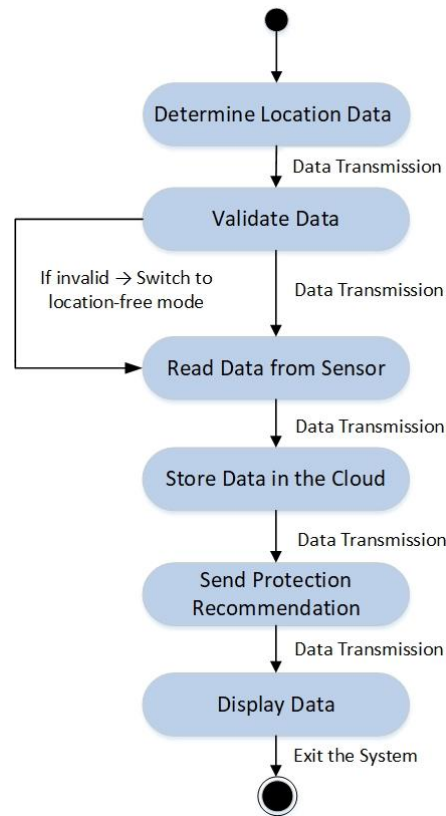 Determine Location Data
Data Transmission
Validate Data
If invalid → Switch to
location-free mode
Data Transmission
Read Data from Sensor
Data Transmission
Store Data in the Cloud
Data Transmission
Send Protection
Recommendation
Data Transmission
Display Data
Exit the System